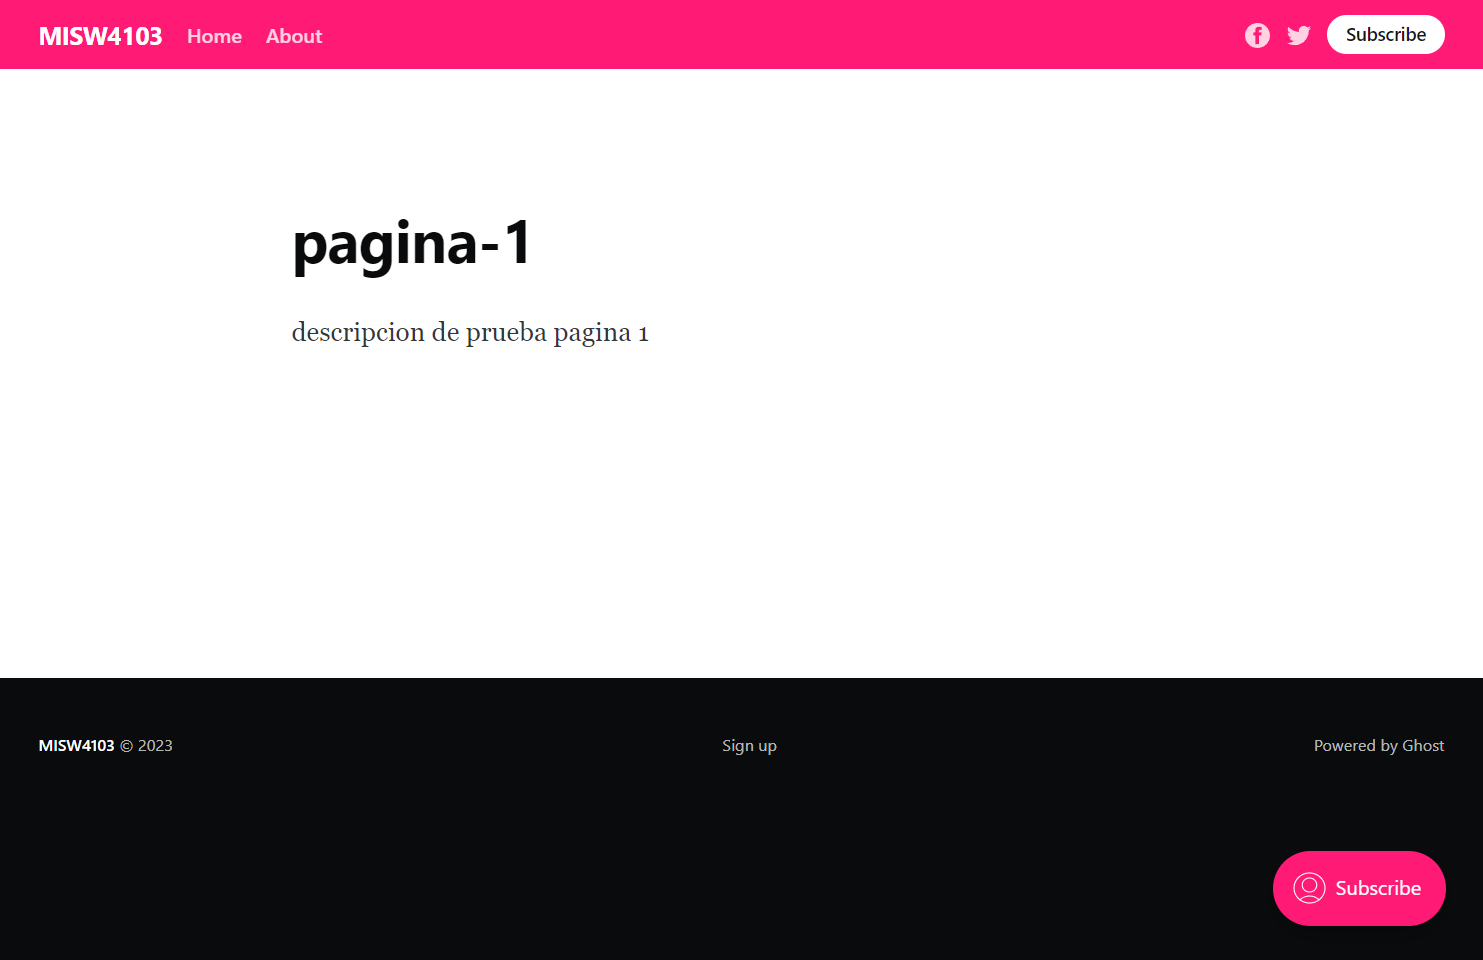 MISW4103 Home About Subscribe
pagina-1
descripcion de prueba pagina 1
MISW4103 © 2023 Sign up Powered by Ghost
Subscribe